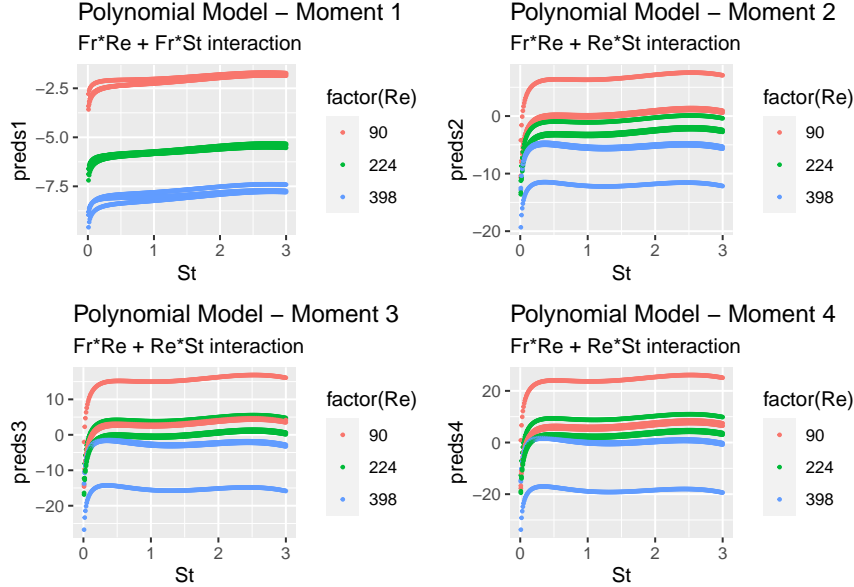 Polynomial Model – Moment 1
Fr*Re + Fr*St interaction
preds1
−2.5
−5.0
−7.5
0
1
2
3
St
factor(Re)
90
224
398
Polynomial Model – Moment 2
Fr*Re + Re*St interaction
preds2
0
−10
−20
0
1
2
3
St
factor(Re)
90
224
398
Polynomial Model – Moment 3
Fr*Re + Re*St interaction
preds3
10
0
−10
−20
0
1
2
3
St
factor(Re)
90
224
398
Polynomial Model – Moment 4
Fr*Re + Re*St interaction
preds4
20
0
−20
0
1
2
3
St
factor(Re)
90
224
398